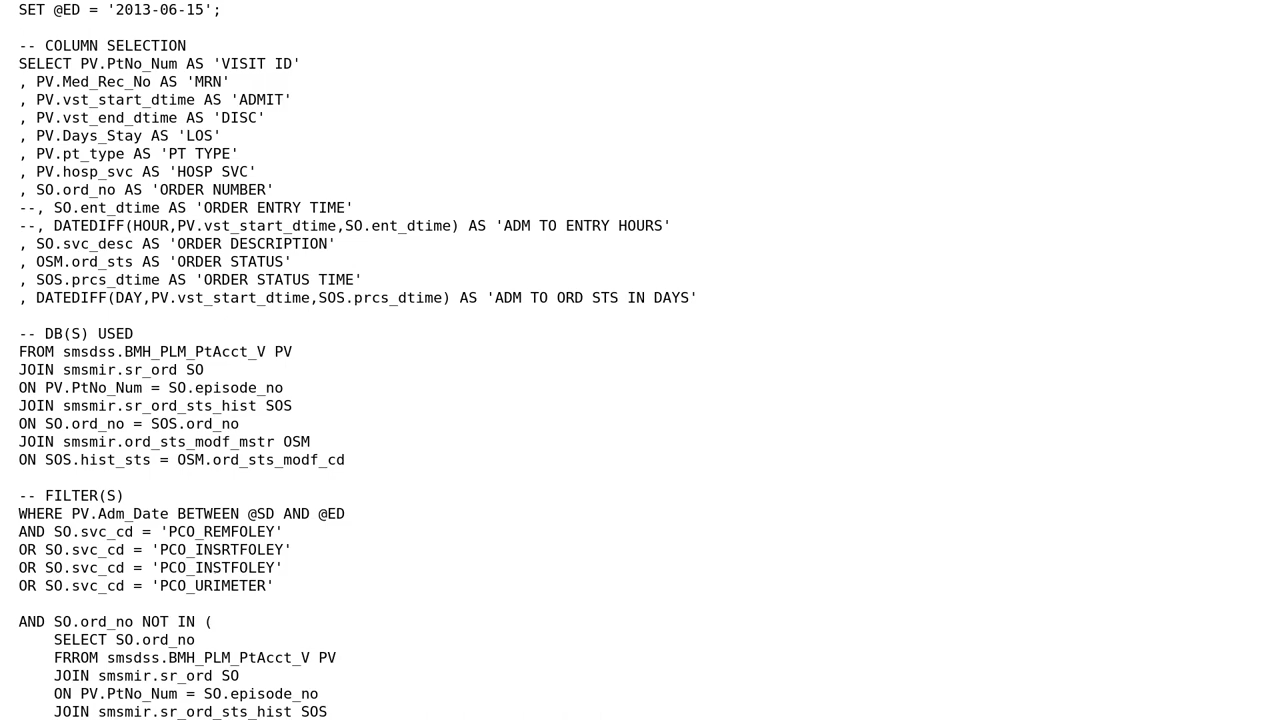 SET @ED = '2013-06-15';
-- COLUMN SELECTION
SELECT PV.PtNo_Num AS 'VISIT ID'
, PV.Med_Rec_No AS 'MRN'
, PV.vst_start_dtime AS 'ADMIT'
, PV.vst_end_dtime AS 'DISC'
, PV.Days_Stay AS 'LOS'
, PV.pt_type AS 'PT TYPE'
, PV.hosp_svc AS 'HOSP SVC'
, SO.ord_no AS 'ORDER NUMBER'
--, SO.ent_dtime AS 'ORDER ENTRY TIME'
--, DATEDIFF(HOUR,PV.vst_start_dtime,SO.ent_dtime) AS 'ADM TO ENTRY HOURS'
, SO.svc_desc AS 'ORDER DESCRIPTION'
, OSM.ord_sts AS 'ORDER STATUS'
, SOS.prcs_dtime AS 'ORDER STATUS TIME'
, DATEDIFF(DAY,PV.vst_start_dtime,SOS.prcs_dtime) AS 'ADM TO ORD STS IN DAYS'
-- DB(S) USED
FROM smsdss.BMH_PLM_PtAcct_V PV
JOIN smsmir.sr_ord SO
ON PV.PtNo_Num = SO.episode_no
JOIN smsmir.sr_ord_sts_hist SOS
ON SO.ord_no = SOS.ord_no
JOIN smsmir.ord_sts_modf_mstr OSM
ON SOS.hist_sts = OSM.ord_sts_modf_cd
-- FILTER(S)
WHERE PV.Adm_Date BETWEEN @SD AND @ED
AND SO.svc_cd = 'PCO_REMFOLEY'
OR SO.svc_cd = 'PCO_INSRTFOLEY'
OR SO.svc_cd = 'PCO_INSTFOLEY'
OR SO.svc_cd = 'PCO_URIMETER'
AND SO.ord_no NOT IN (
SELECT SO.ord_no
FRROM smsdss.BMH_PLM_PtAcct_V PV
JOIN smsmir.sr_ord SO
ON PV.PtNo_Num = SO.episode_no
JOIN smsmir.sr_ord_sts_hist SOS